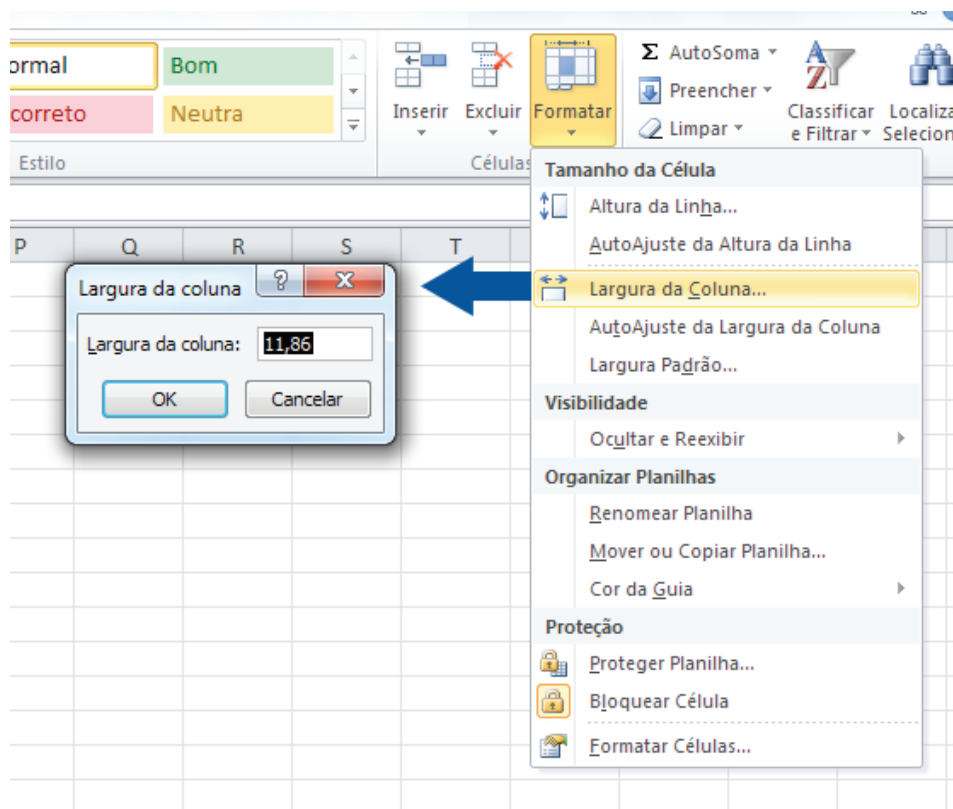 ormal Bom
correto Neutra
Estilo
Inserir Excluir Formatar
Células
Σ AutoSoma
Preencher
Limpar
Classificar
e Filtrar
Localiza
Selecion
P Q R S T
Largura da coluna
Largura da coluna: 11,86
OK Cancelar
Tamanho da Célula
Altura da Linha...
AutoAjuste da Altura da Linha
Largura da Coluna...
AutoAjuste da Largura da Coluna
Largura Padrão...
Visibilidade
Ocultar e Reexibir
Organizar Planilhas
Renomear Planilha
Mover ou Copiar Planilha...
Cor da Guia
Proteção
Proteger Planilha...
Bloquear Célula
Formatar Células...